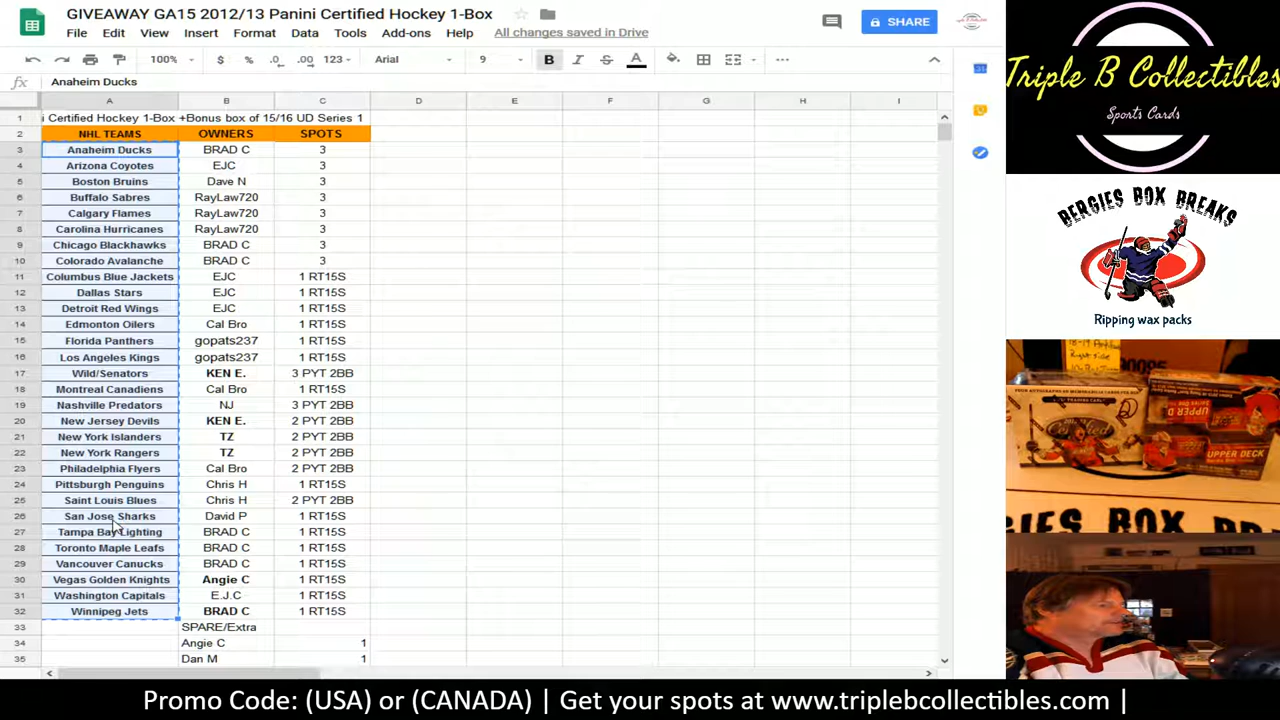 GIVEAWAY GA15 2012/13 Panini Certified Hockey 1-Box
File Edit View Insert Format Data Tools Add-ons Help All changes saved in Drive
SHARE
100% $ % .0 .00 123 Arial 9 B I S A
fx Anaheim Ducks
A B C D E F G H I
1 i Certified Hockey 1-Box +Bonus box of 15/16 UD Series 1
2 NHL TEAMS OWNERS SPOTS
3 Anaheim Ducks BRAD C 3
4 Arizona Coyotes EJC 3
5 Boston Bruins Dave N 3
6 Buffalo Sabres RayLaw720 3
7 Calgary Flames RayLaw720 3
8 Carolina Hurricanes RayLaw720 3
9 Chicago Blackhawks BRAD C 3
10 Colorado Avalanche BRAD C 3
11 Columbus Blue Jackets EJC 1 RT15S
12 Dallas Stars EJC 1 RT15S
13 Detroit Red Wings EJC 1 RT15S
14 Edmonton Oilers Cal Bro 1 RT15S
15 Florida Panthers gopats237 1 RT15S
16 Los Angeles Kings gopats237 1 RT15S
17 Wild/Senators KEN E. 3 PYT 2BB
18 Montreal Canadiens Cal Bro 1 RT15S
19 Nashville Predators NJ 3 PYT 2BB
20 New Jersey Devils KEN E. 2 PYT 2BB
21 New York Islanders TZ 2 PYT 2BB
22 New York Rangers TZ 2 PYT 2BB
23 Philadelphia Flyers Cal Bro 2 PYT 2BB
24 Pittsburgh Penguins Chris H 1 RT15S
25 Saint Louis Blues Chris H 2 PYT 2BB
26 San Jose Sharks David P 1 RT15S
27 Tampa Bay Lighting BRAD C 1 RT15S
28 Toronto Maple Leafs BRAD C 1 RT15S
29 Vancouver Canucks BRAD C 1 RT15S
30 Vegas Golden Knights Angie C 1 RT15S
31 Washington Capitals E.J.C 1 RT15S
32 Winnipeg Jets BRAD C 1 RT15S
33 SPARE/Extra
34 Angie C 1
35 Dan M 1
Triple B Collectibles
Sports Cards
BERGIES BOX BREAKS
Ripping wax packs
Right side
Certified
UPPER D
UPPER DECK
GIES BOX BREAKS
Promo Code: (USA) or (CANADA) | Get your spots at www.triplebcollectibles.com |